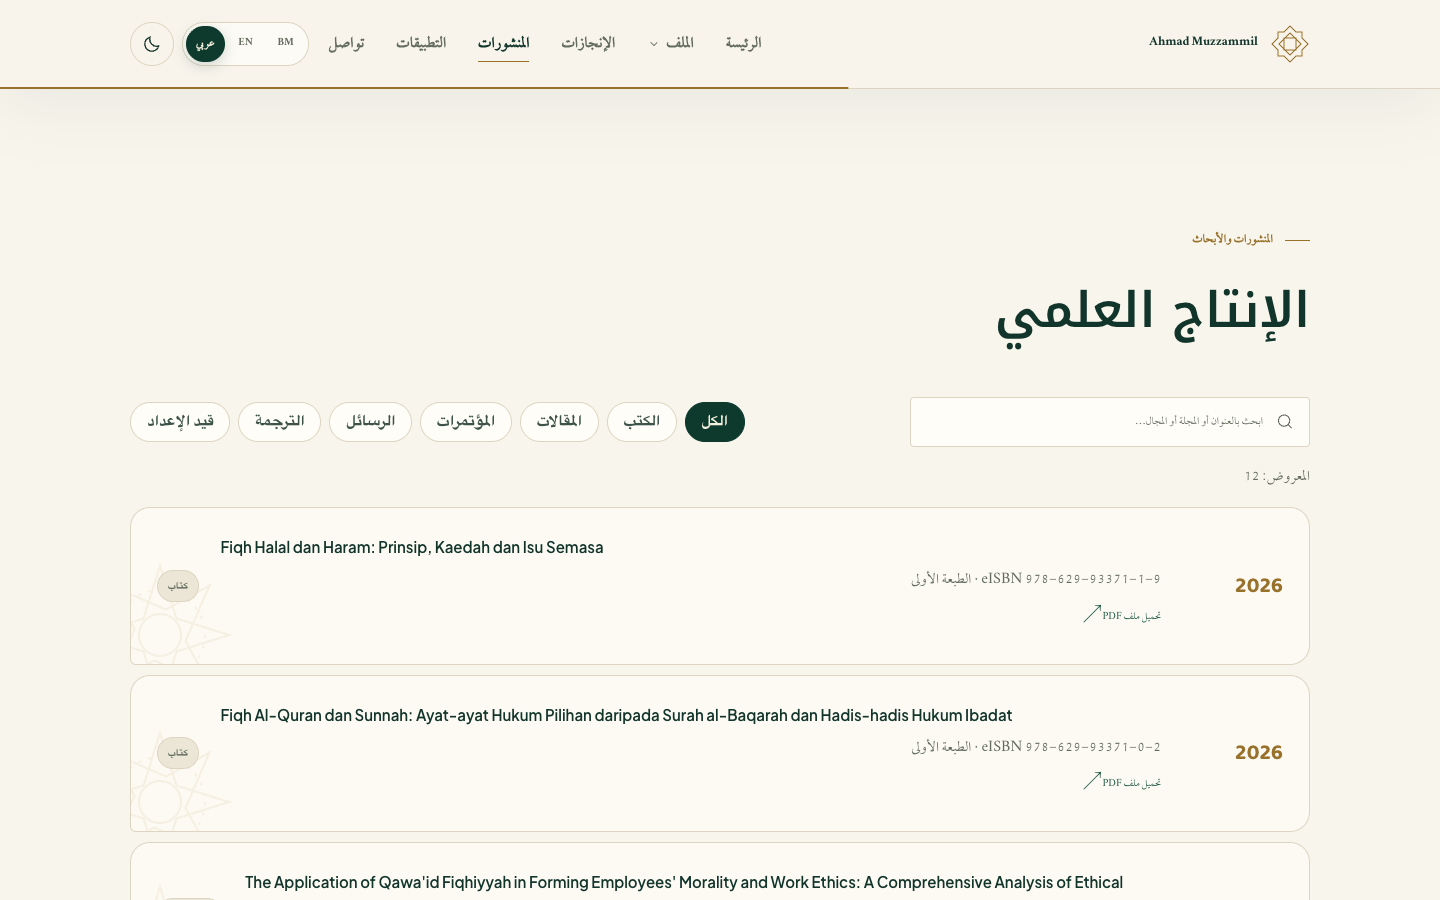 Ahmad Muzzammil
الرئيسة
الملف
الإنجازات
المنشورات
التطبيقات
تواصل
BM
EN
عربي
المنشورات والأبحاث
الإنتاج العلمي
ابحث بالعنوان أو المجلة أو المجال...
الكل
الكتب
المقالات
المؤتمرات
الرسائل
الترجمة
قيد الإعداد
المعروض: 12
2026
Fiqh Halal dan Haram: Prinsip, Kaedah dan Isu Semasa
eISBN 978-629-93371-1-9 · الطبعة الأولى
تحميل ملف PDF
كتاب
2026
Fiqh Al-Quran dan Sunnah: Ayat-ayat Hukum Pilihan daripada Surah al-Baqarah dan Hadis-hadis Hukum Ibadat
eISBN 978-629-93371-0-2 · الطبعة الأولى
تحميل ملف PDF
كتاب
The Application of Qawa'id Fiqhiyyah in Forming Employees' Morality and Work Ethics: A Comprehensive Analysis of Ethical